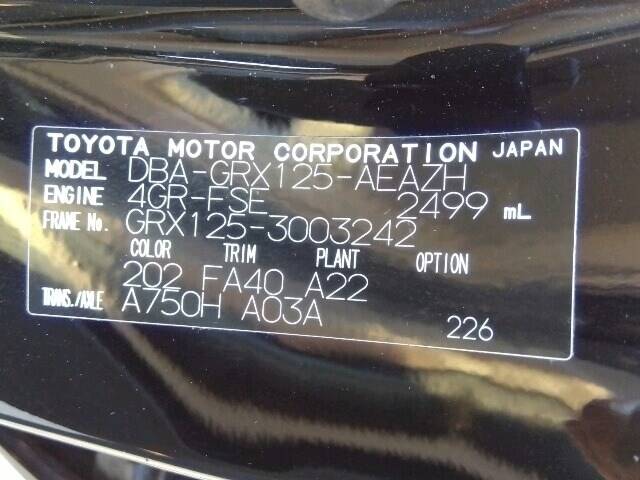 TOYOTA MOTOR CORPORATION JAPAN
MODEL DBA-GRX125-AEAZH
ENGINE 4GR-FSE 2499 mL
FRAME No. GRX125-3003242
COLOR TRIM PLANT OPTION
202 FA40 A22
TRANS./AXLE A750H A03A
226